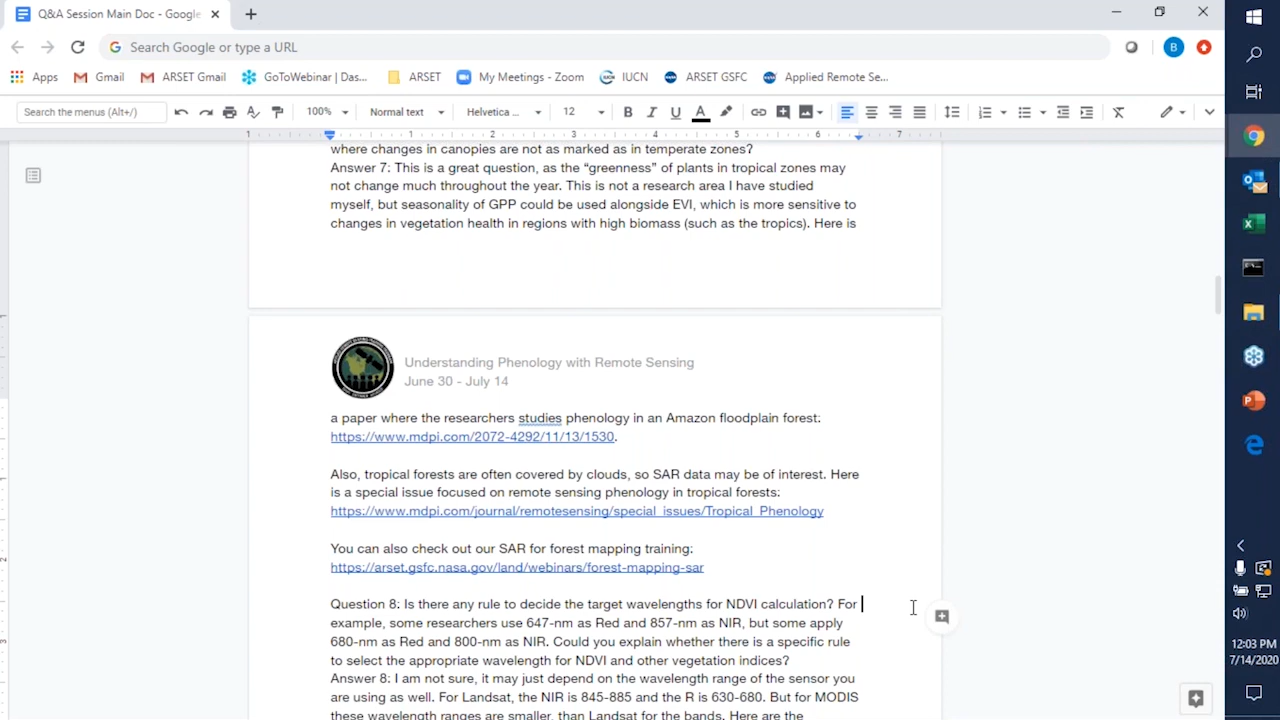 Q&A Session Main Doc - Google
Search Google or type a URL
B
Apps
Gmail
ARSET Gmail
GoToWebinar | Das...
ARSET
My Meetings - Zoom
IUCN
ARSET GSFC
Applied Remote Se...
Search the menus (Alt+/)
100%
Normal text
Helvetica ...
12
1 1 2 3 4 5 6 7
where changes in canopies are not as marked as in temperate zones?
Answer 7: This is a great question, as the “greenness” of plants in tropical zones may
not change much throughout the year. This is not a research area I have studied
myself, but seasonality of GPP could be used alongside EVI, which is more sensitive to
changes in vegetation health in regions with high biomass (such as the tropics). Here is
Understanding Phenology with Remote Sensing
June 30 - July 14
a paper where the researchers studies phenology in an Amazon floodplain forest:
https://www.mdpi.com/2072-4292/11/13/1530.
Also, tropical forests are often covered by clouds, so SAR data may be of interest. Here
is a special issue focused on remote sensing phenology in tropical forests:
https://www.mdpi.com/journal/remotesensing/special_issues/Tropical_Phenology
You can also check out our SAR for forest mapping training:
https://arset.gsfc.nasa.gov/land/webinars/forest-mapping-sar
Question 8: Is there any rule to decide the target wavelengths for NDVI calculation? For
example, some researchers use 647-nm as Red and 857-nm as NIR, but some apply
680-nm as Red and 800-nm as NIR. Could you explain whether there is a specific rule
to select the appropriate wavelength for NDVI and other vegetation indices?
Answer 8: I am not sure, it may just depend on the wavelength range of the sensor you
are using as well. For Landsat, the NIR is 845-885 and the R is 630-680. But for MODIS
these wavelength ranges are smaller, than Landsat for the bands. Here are the
12:03 PM
7/14/2020